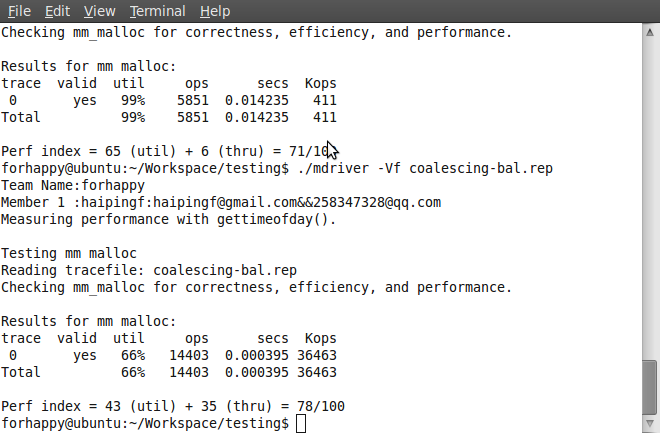 File Edit View Terminal Help
Checking mm_malloc for correctness, efficiency, and performance.
Results for mm malloc:
trace valid util ops secs Kops
0 yes 99% 5851 0.014235 411
Total 99% 5851 0.014235 411
Perf index = 65 (util) + 6 (thru) = 71/100
forhappy@ubuntu:~/Workspace/testing$ ./mdriver -Vf coalescing-bal.rep
Team Name:forhappy
Member 1 :haipingf:haipingf@gmail.com&&258347328@qq.com
Measuring performance with gettimeofday().
Testing mm malloc
Reading tracefile: coalescing-bal.rep
Checking mm_malloc for correctness, efficiency, and performance.
Results for mm malloc:
trace valid util ops secs Kops
0 yes 66% 14403 0.000395 36463
Total 66% 14403 0.000395 36463
Perf index = 43 (util) + 35 (thru) = 78/100
forhappy@ubuntu:~/Workspace/testing$